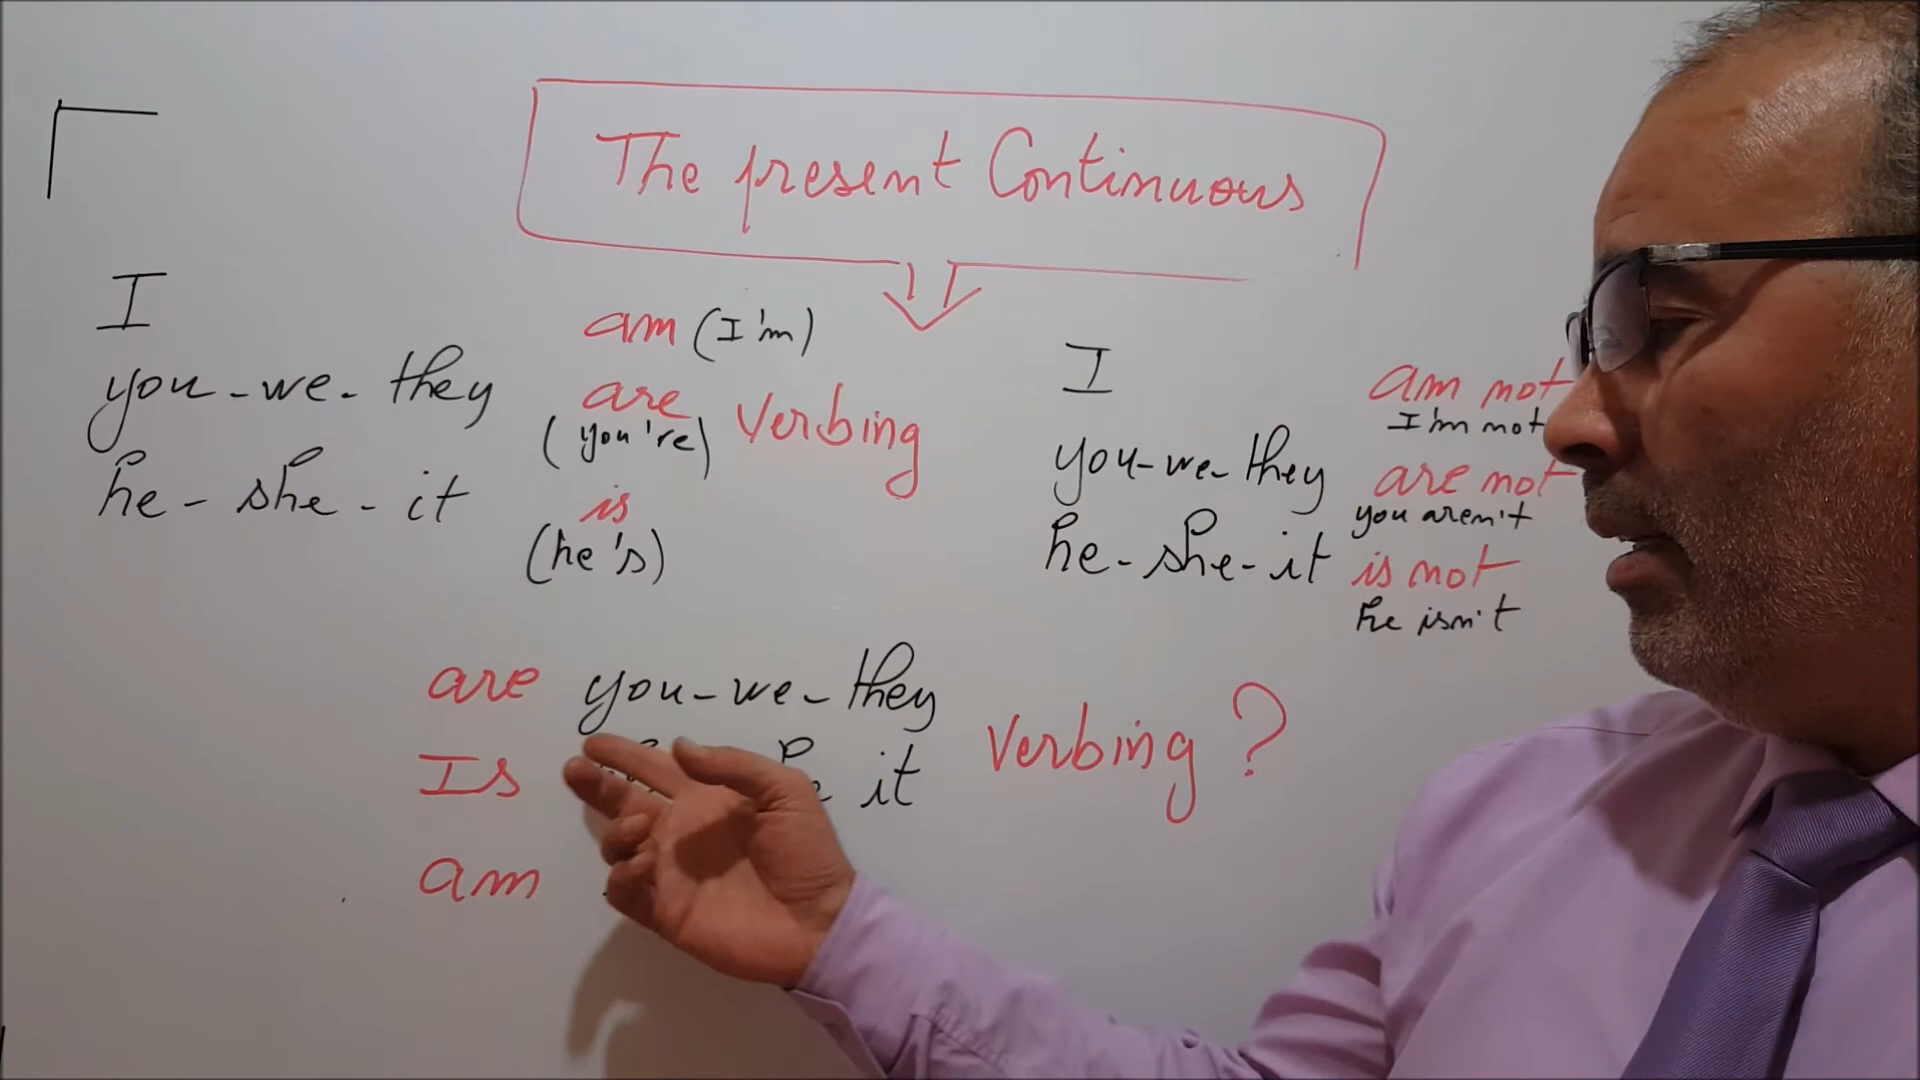 The present Continuous
I am (I'm)
you-we-they are verbing
(you're)
he-she-it is
(he's)
I am not
I'm not
you-we-they are not
you aren't
he-she-it is not
he isn't
are you-we-they
Is it
verbing ?
am